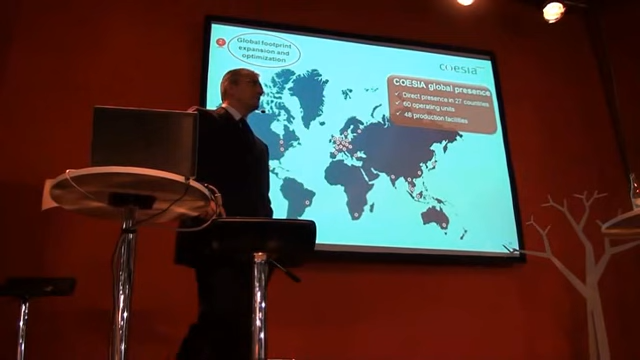 2
Global footprint
expansion and
optimization
coesia
COESIA global presence
✓ Direct presence in 27 countries
✓ 60 operating units
✓ 48 production facilities